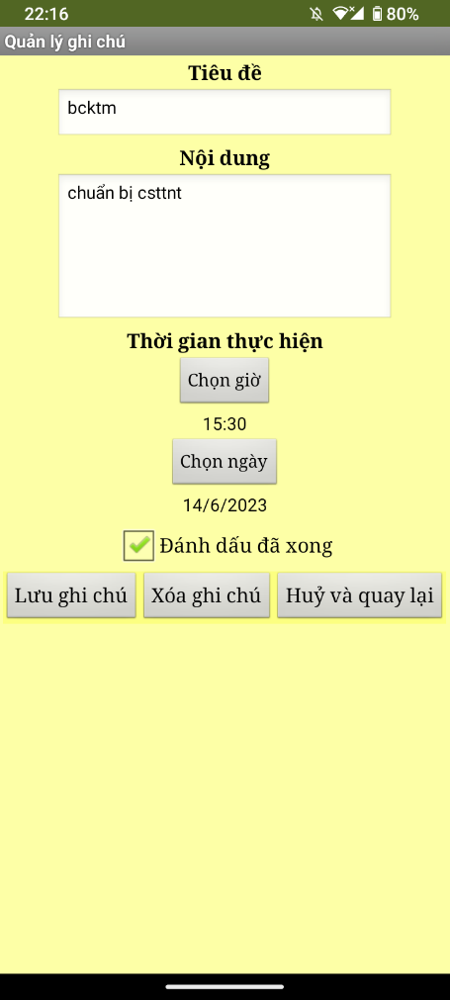 22:16 80%
Quản lý ghi chú
Tiêu đề
bcktm
Nội dung
chuẩn bị csttnt
Thời gian thực hiện
Chọn giờ
15:30
Chọn ngày
14/6/2023
Đánh dấu đã xong
Lưu ghi chú Xóa ghi chú Huỷ và quay lại